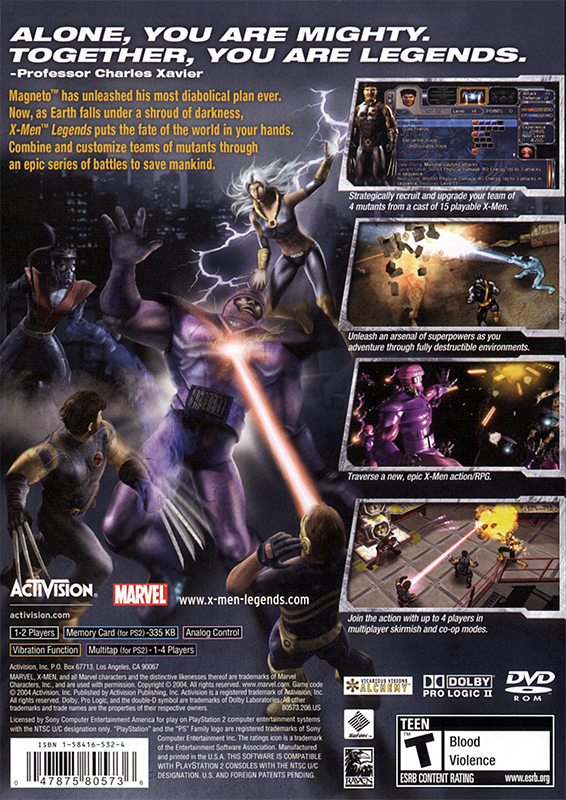 ALONE, YOU ARE MIGHTY.
TOGETHER, YOU ARE LEGENDS.
-Professor Charles Xavier
Magneto™ has unleashed his most diabolical plan ever.
Now, as Earth falls under a shroud of darkness,
X-Men™ Legends puts the fate of the world in your hands.
Combine and customize teams of mutants through
an epic series of battles to save mankind.
Strategically recruit and upgrade your team of
4 mutants from a cast of 15 playable X-Men.
Unleash an arsenal of superpowers as you
adventure through fully destructible environments.
Traverse a new, epic X-Men action/RPG.
Join the action with up to 4 players in
multiplayer skirmish and co-op modes.
ACTIVISION®
MARVEL
www.x-men-legends.com
activision.com
1-2 Players
Memory Card (for PS2) -335 KB
Analog Control
Vibration Function
Multitap (for PS2) - 1-4 Players
Activision, Inc. P.O. Box 67713, Los Angeles, CA 90067
MARVEL, X-MEN, and all Marvel characters and the distinctive likenesses thereof are trademarks of Marvel
Characters, Inc., and are used with permission. Copyright © 2004. All rights reserved. www.marvel.com. Game code
© 2004 Activision, Inc. Published by Activision Publishing, Inc. Activision is a registered trademark of Activision, Inc.
All rights reserved. Dolby, Pro Logic, and the double-D symbol are trademarks of Dolby Laboratories. All other
trademarks and trade names are the properties of their respective owners.
80573.206.US
Licensed by Sony Computer Entertainment America for play on PlayStation 2 computer entertainment systems
with the NTSC U/C designation only. "PlayStation" and the "PS" Family logo are registered trademarks of Sony
Computer Entertainment Inc. The ratings icon is a trademark
of the Entertainment Software Association. Manufactured
and printed in the U.S.A. THIS SOFTWARE IS COMPATIBLE
WITH PLAYSTATION 2 CONSOLES WITH THE NTSC U/C
DESIGNATION. U.S. AND FOREIGN PATENTS PENDING.
ISBN 1-58416-532-4
0 47875 80573 6
VICARIOUS VISIONS
ALCHEMY™
DOLBY
PRO LOGIC II
DVD
ROM
RAVEN
TEEN
T
Blood
Violence
ESRB CONTENT RATING
www.esrb.org